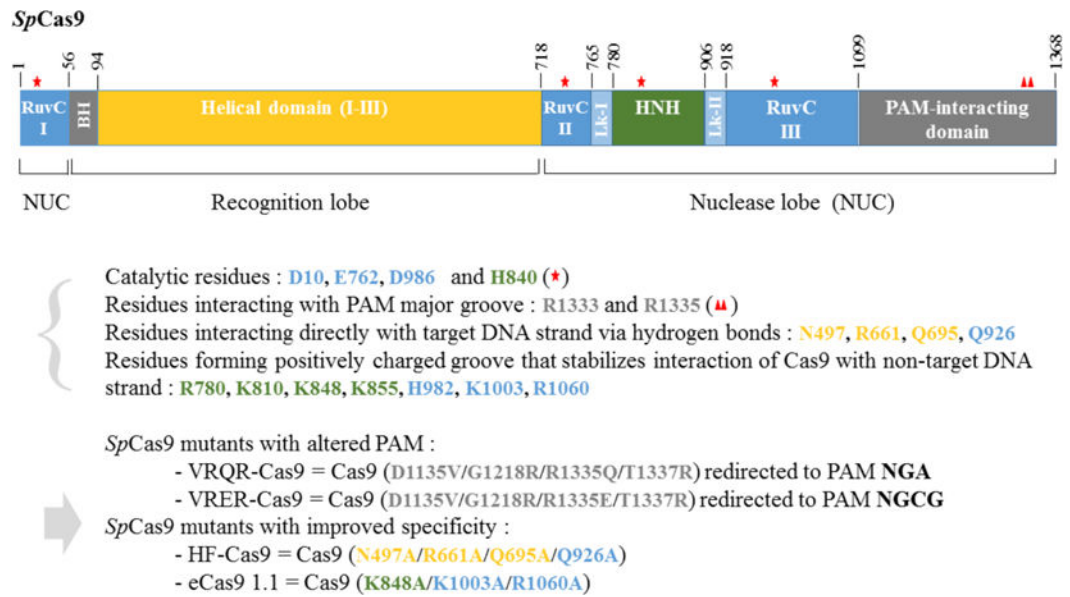 SpCas9
1 56 94 718 765 780 906 918 1099 1368
RuvC I
BH
Helical domain (I-III)
RuvC II
Lk-I
HNH
Lk-II
RuvC III
PAM-interacting domain
NUC
Recognition lobe
Nuclease lobe (NUC)
Catalytic residues : D10, E762, D986 and H840 (★)
Residues interacting with PAM major groove : R1333 and R1335 (▲▲)
Residues interacting directly with target DNA strand via hydrogen bonds : N497, R661, Q695, Q926
Residues forming positively charged groove that stabilizes interaction of Cas9 with non-target DNA
strand : R780, K810, K848, K855, H982, K1003, R1060
SpCas9 mutants with altered PAM :
- VRQR-Cas9 = Cas9 (D1135V/G1218R/R1335Q/T1337R) redirected to PAM NGA
- VRER-Cas9 = Cas9 (D1135V/G1218R/R1335E/T1337R) redirected to PAM NGCG
SpCas9 mutants with improved specificity :
- HF-Cas9 = Cas9 (N497A/R661A/Q695A/Q926A)
- eCas9 1.1 = Cas9 (K848A/K1003A/R1060A)